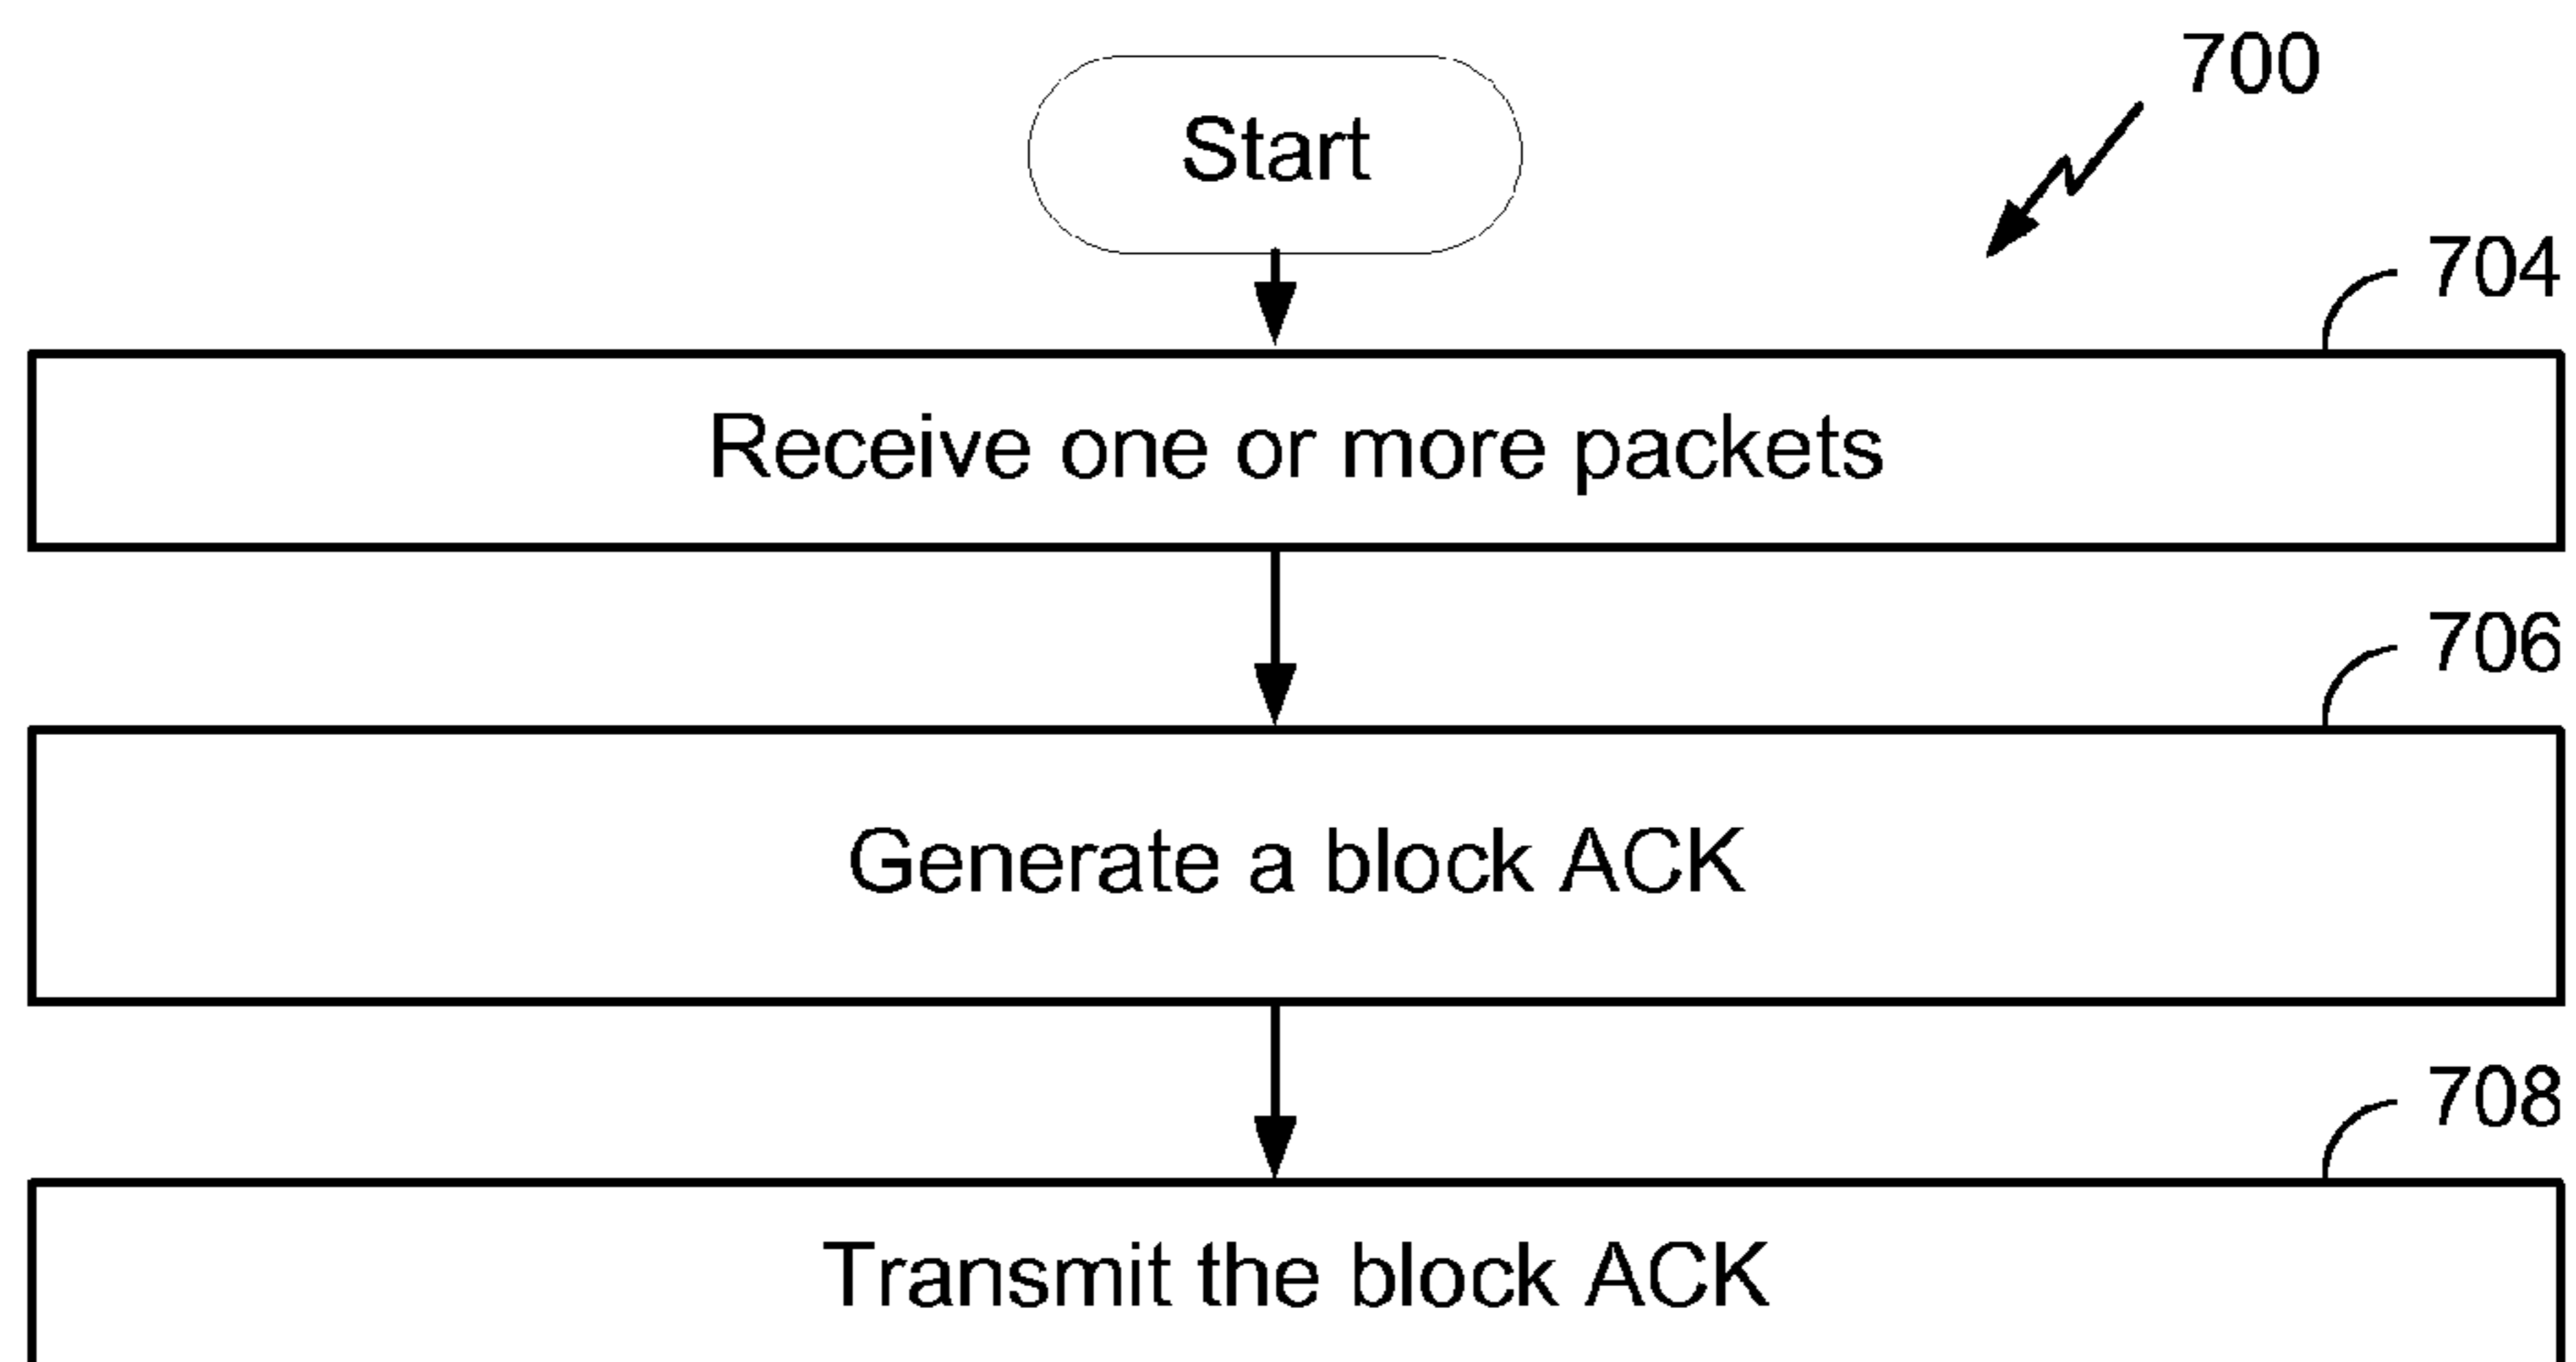 700
Start
704
Receive one or more packets
706
Generate a block ACK
708
Transmit the block ACK